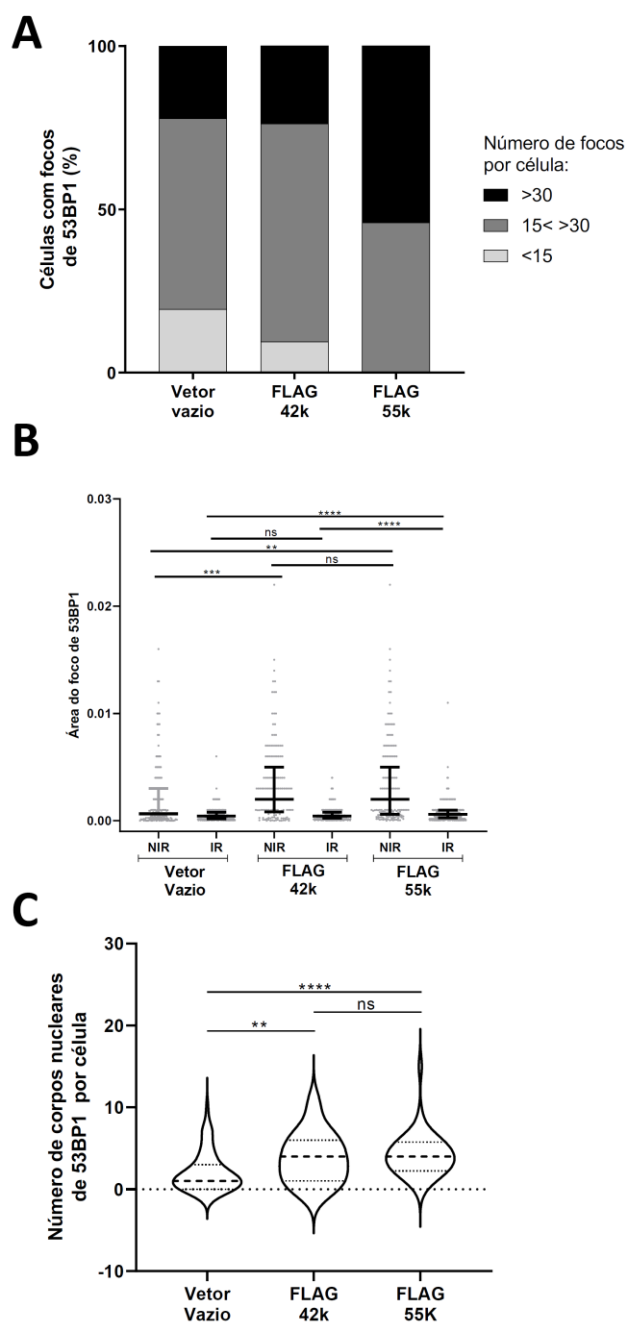 A
100
50
0
Células com focos
de 53BP1 (%)
Vetor
vazio
FLAG
42k
FLAG
55k
Número de focos
por célula:
>30
15< >30
<15
B
0.03
0.02
0.01
0.00
Área do foco de 53BP1
****
ns
****
**
***
ns
NIR
IR
NIR
IR
NIR
IR
Vetor
Vazio
FLAG
42k
FLAG
55k
C
30
20
10
0
-10
Número de corpos nucleares
de 53BP1 por célula
****
**
ns
Vetor
Vazio
FLAG
42k
FLAG
55K